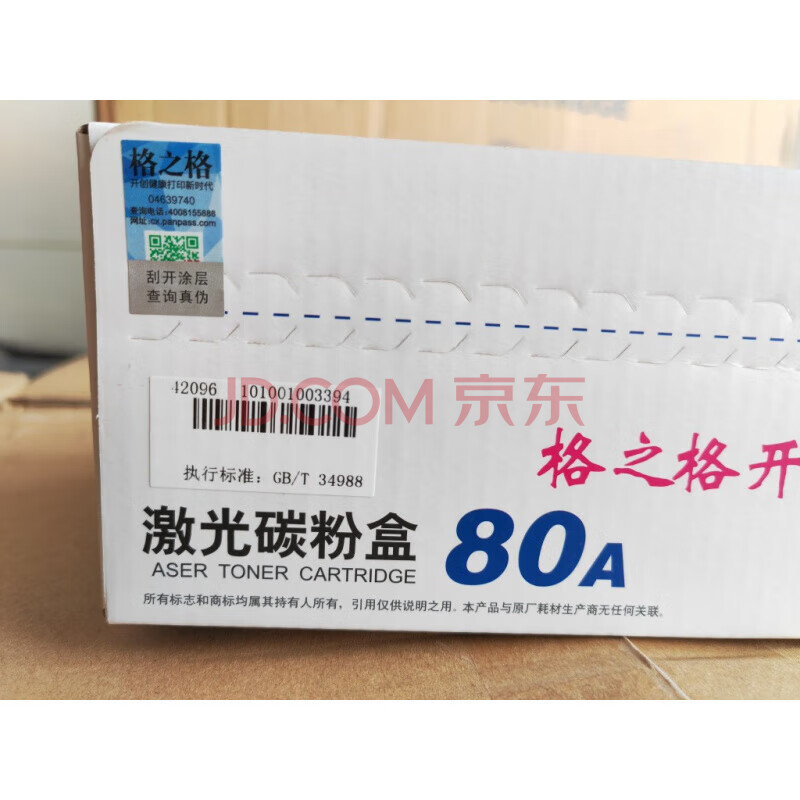 格之格
开创健康打印新时代
04639740
查询电话:4008155888
网址:cx.panpass.com
刮开涂层
查询真伪
42096 101001003394
JD.COM 京东
执行标准: GB/T 34988
格之格开
激光碳粉盒 80A
ASER TONER CARTRIDGE
所有标志和商标均属其持有人所有，引用仅供说明之用。本产品与原厂耗材生产商无任何关联。